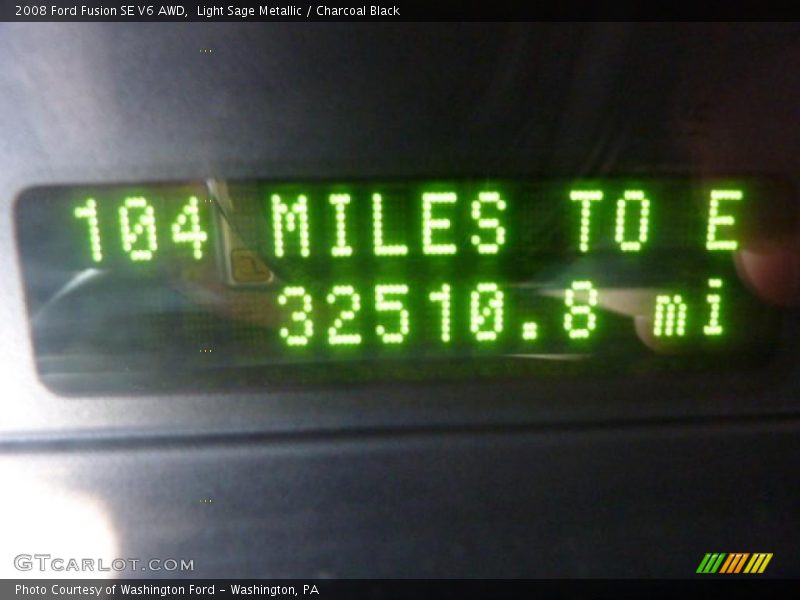 2008 Ford Fusion SE V6 AWD,  Light Sage Metallic / Charcoal Black
104 MILES TO E
32510.8 mi
GTCARLOT.COM
Photo Courtesy of Washington Ford - Washington, PA